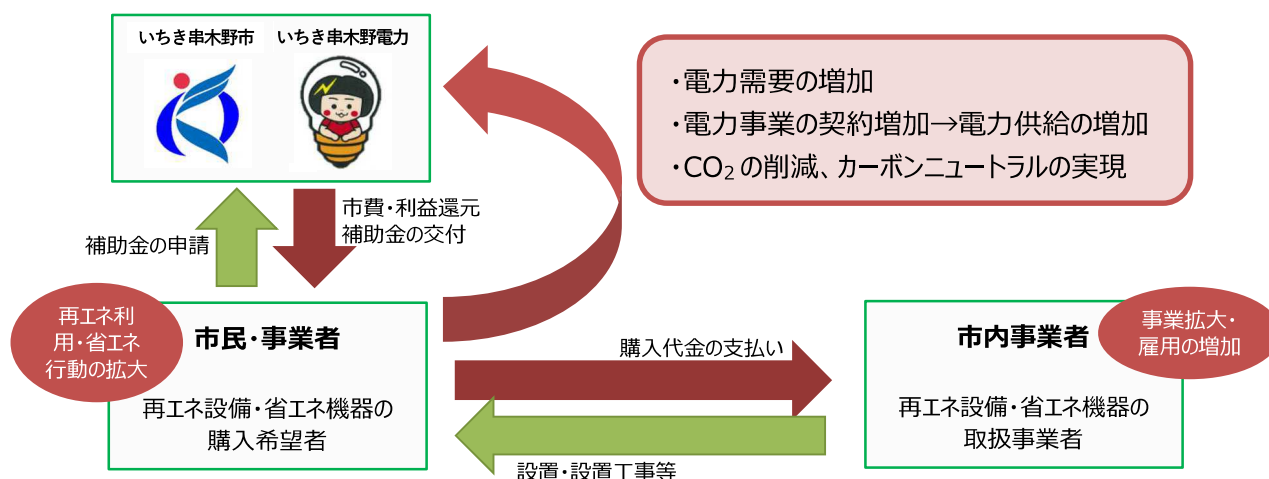 いちき串木野市
いちき串木野電力
・電力需要の増加
・電力事業の契約増加→電力供給の増加
・CO₂の削減、カーボンニュートラルの実現
補助金の申請
市費・利益還元
補助金の交付
再エネ利
用・省エネ
行動の拡大
市民・事業者
再エネ設備・省エネ機器の
購入希望者
購入代金の支払い
設置・設置工事等
市内事業者
再エネ設備・省エネ機器の
取扱事業者
事業拡大・
雇用の増加